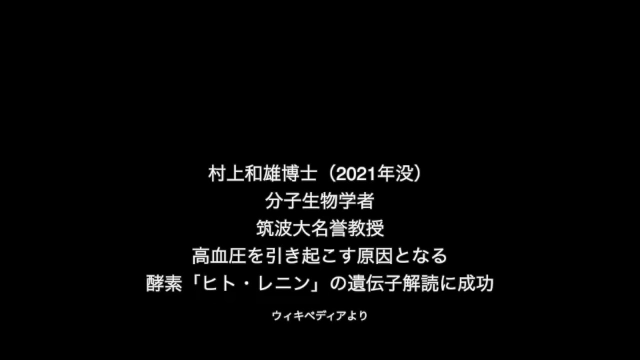 村上和雄博士（2021年没）
分子生物学者
筑波大名誉教授
高血圧を引き起こす原因となる
酵素「ヒト・レニン」の遺伝子解読に成功
ウィキペディアより